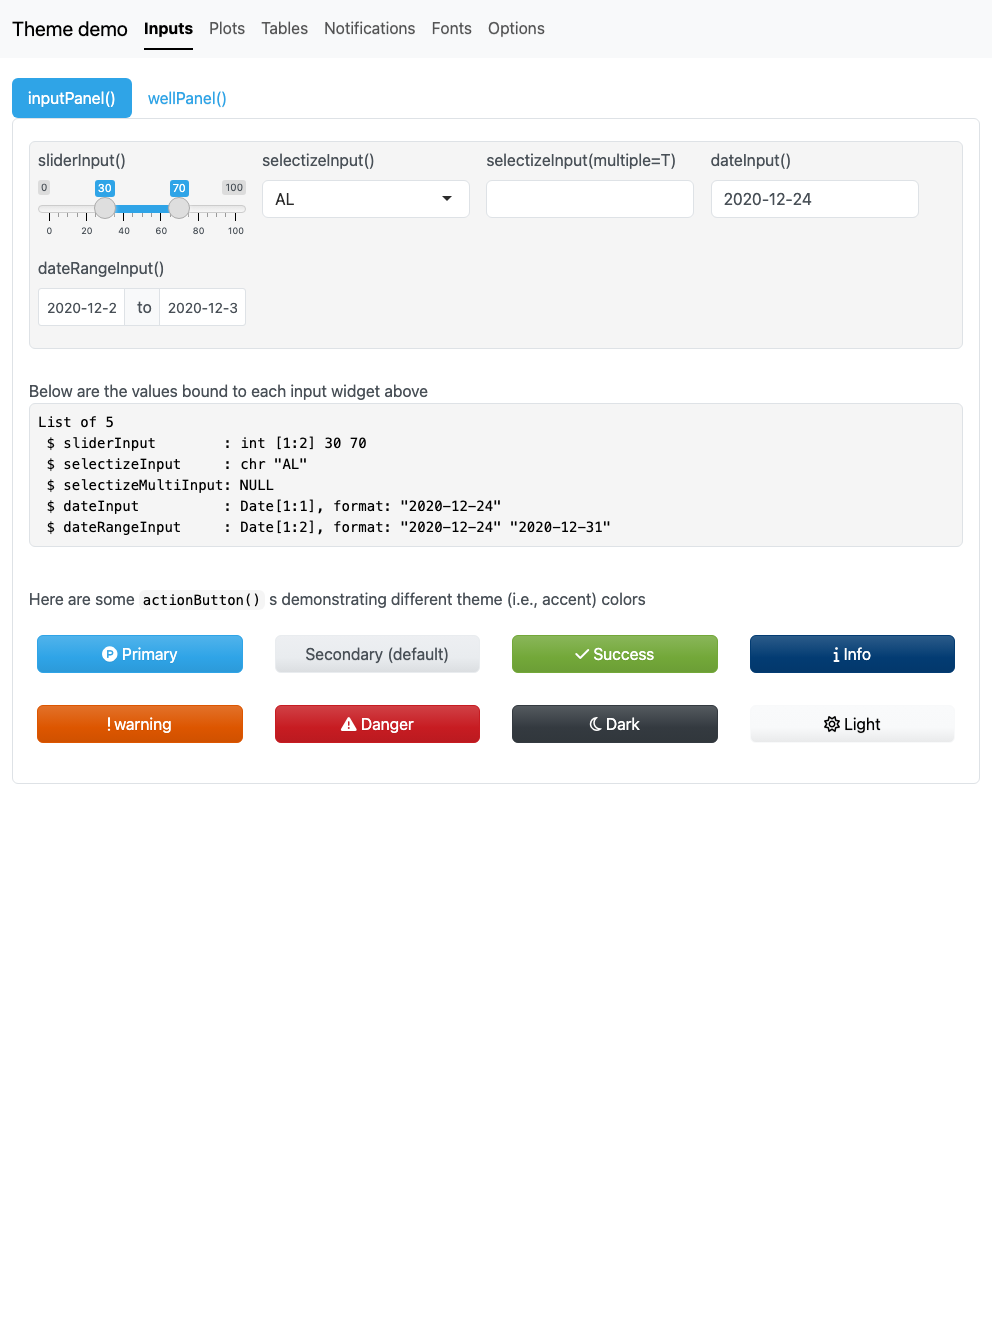 Theme demo Inputs Plots Tables Notifications Fonts Options
inputPanel() wellPanel()
sliderInput() selectizeInput() selectizeInput(multiple=T) dateInput()
0 30 70 100
AL 2020-12-24
0 20 40 60 80 100
dateRangeInput()
2020-12-2 to 2020-12-3
Below are the values bound to each input widget above
List of 5
$ sliderInput : int [1:2] 30 70
$ selectizeInput : chr "AL"
$ selectizeMultiInput: NULL
$ dateInput : Date[1:1], format: "2020-12-24"
$ dateRangeInput : Date[1:2], format: "2020-12-24" "2020-12-31"
Here are some actionButton() s demonstrating different theme (i.e., accent) colors
Primary Secondary (default) Success Info
warning Danger Dark Light